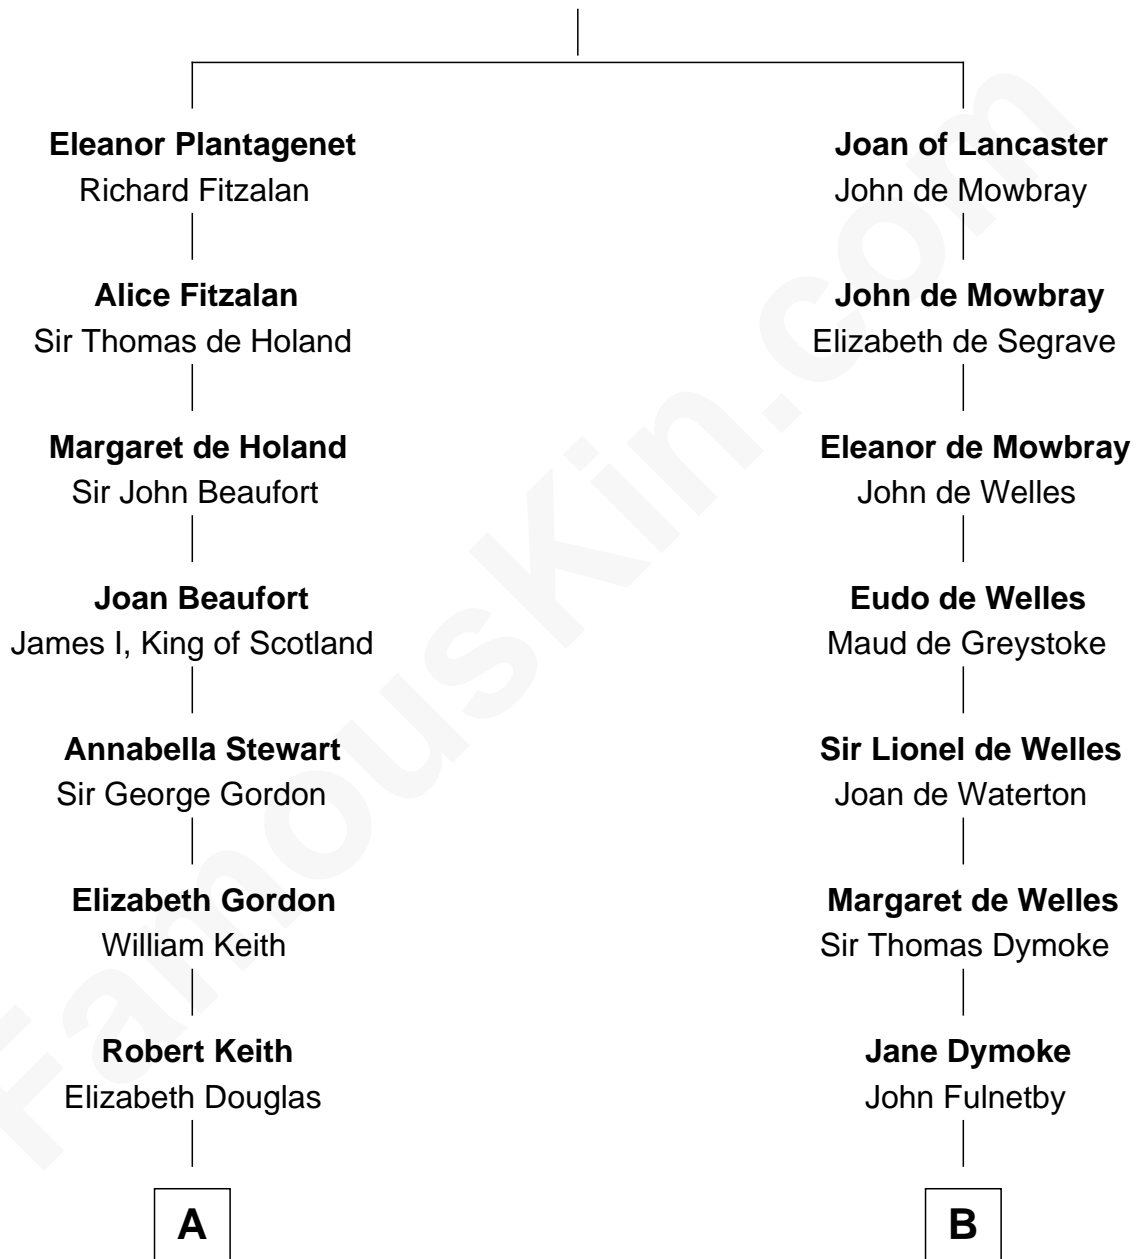 Eleanor Plantagenet
Richard Fitzalan
Alice Fitzalan
Sir Thomas de Holand
Margaret de Holand
Sir John Beaufort
Joan Beaufort
James I, King of Scotland
Annabella Stewart
Sir George Gordon
Elizabeth Gordon
William Keith
Robert Keith
Elizabeth Douglas
A
Joan of Lancaster
John de Mowbray
John de Mowbray
Elizabeth de Segrave
Eleanor de Mowbray
John de Welles
Eudo de Welles
Maud de Greystoke
Sir Lionel de Welles
Joan de Waterton
Margaret de Welles
Sir Thomas Dymoke
Jane Dymoke
John Fulnetby
B
FamousKin.com